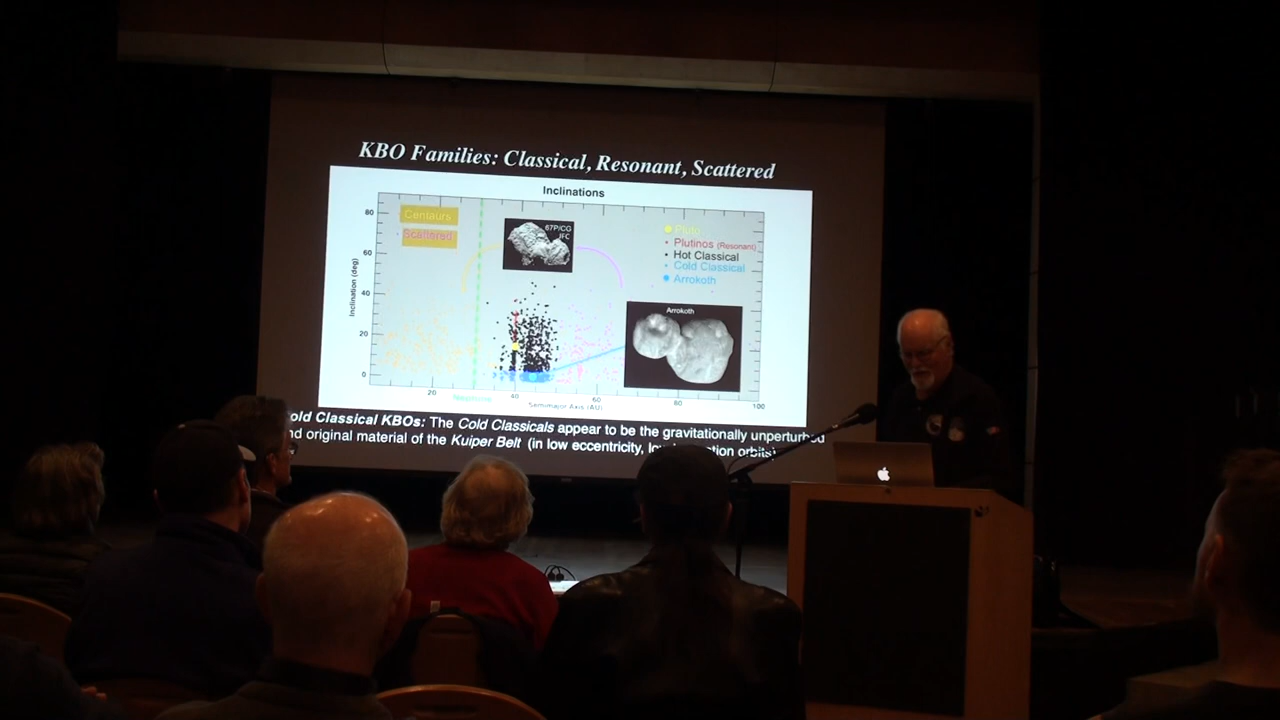 KBO Families: Classical, Resonant, Scattered
Inclinations
Centaurs
Scattered
67P/CG
JFC
Pluto
Plutinos (Resonant)
Hot Classical
Cold Classical
Arrokoth
Arrokoth
Inclination (deg)
80
60
40
20
0
20
40
60
80
100
Neptune
Semimajor Axis (AU)
old Classical KBOs: The Cold Classicals appear to be the gravitationally unperturbed
nd original material of the Kuiper Belt (in low eccentricity, lo tion orbits)